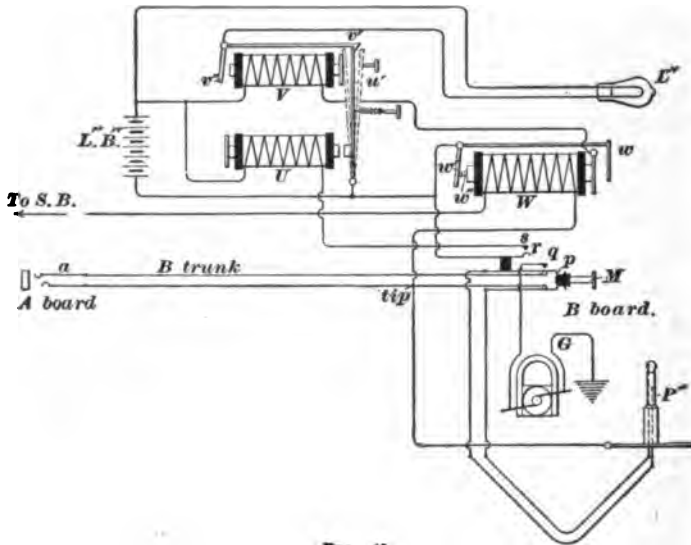 v'
v''
u'
V
L''
L.B.''
U
w
w'
w''
W
To S.B.
s
r
q
p
a
B trunk
M
A board
tip
B board.
G
P''